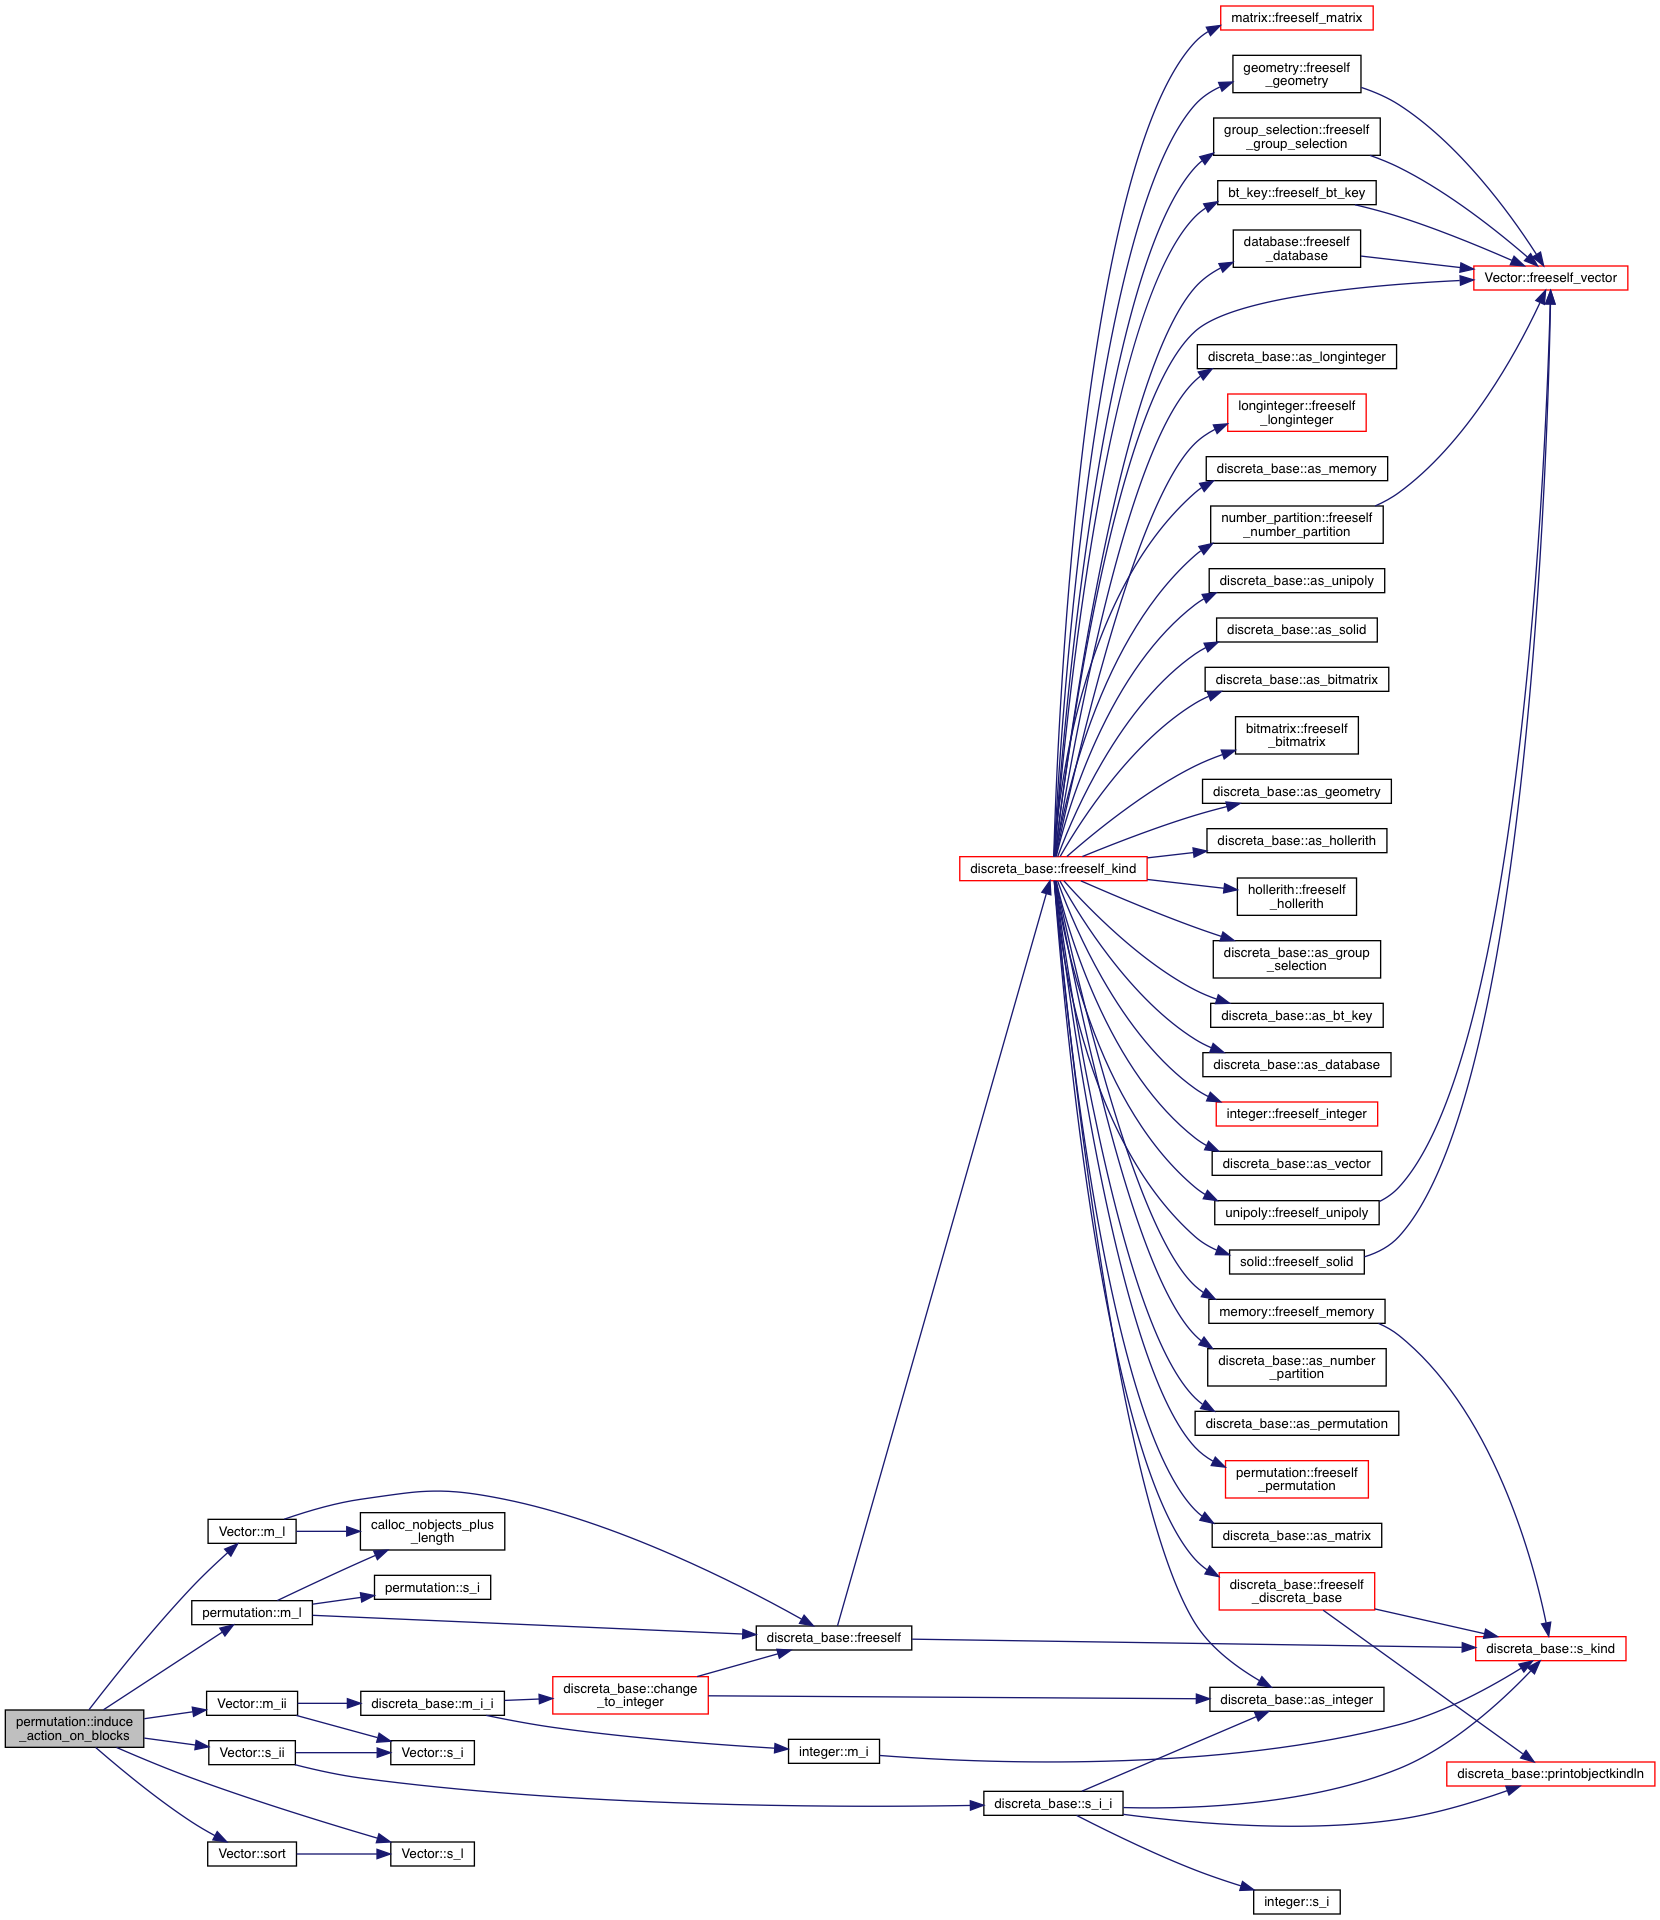 matrix::freeself_matrix
geometry::freeself
_geometry
group_selection::freeself
_group_selection
bt_key::freeself_bt_key
database::freeself
_database
Vector::freeself_vector
discreta_base::as_longinteger
longinteger::freeself
_longinteger
discreta_base::as_memory
number_partition::freeself
_number_partition
discreta_base::as_unipoly
discreta_base::as_solid
discreta_base::as_bitmatrix
bitmatrix::freeself
_bitmatrix
discreta_base::as_geometry
discreta_base::as_hollerith
discreta_base::freeself_kind
hollerith::freeself
_hollerith
discreta_base::as_group
_selection
discreta_base::as_bt_key
discreta_base::as_database
integer::freeself_integer
discreta_base::as_vector
unipoly::freeself_unipoly
solid::freeself_solid
memory::freeself_memory
discreta_base::as_number
_partition
discreta_base::as_permutation
permutation::freeself
_permutation
Vector::m_l
calloc_nobjects_plus
_length
discreta_base::as_matrix
permutation::s_i
discreta_base::freeself
_discreta_base
permutation::m_l
discreta_base::freeself
discreta_base::s_kind
Vector::m_ii
discreta_base::m_i_i
discreta_base::change
_to_integer
discreta_base::as_integer
permutation::induce
_action_on_blocks
Vector::s_ii
Vector::s_i
integer::m_i
discreta_base::printobjectkindln
discreta_base::s_i_i
Vector::sort
Vector::s_l
integer::s_i